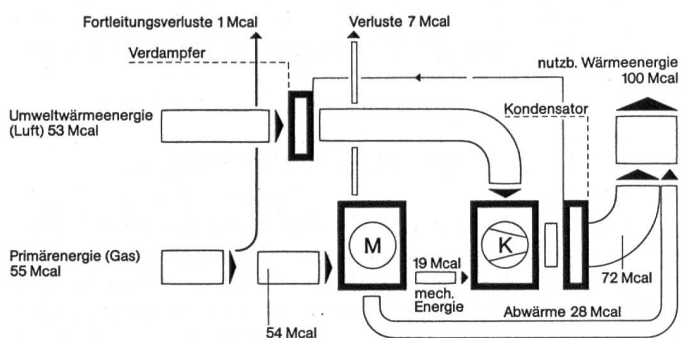 Fortleitungsverluste 1 Mcal
Verluste 7 Mcal
Verdampfer
nutzb. Wärmeenergie
100 Mcal
Umweltwärmeenergie
(Luft) 53 Mcal
Kondensator
Primärenergie (Gas)
55 Mcal
M
K
19 Mcal
mech.
Energie
72 Mcal
Abwärme 28 Mcal
54 Mcal